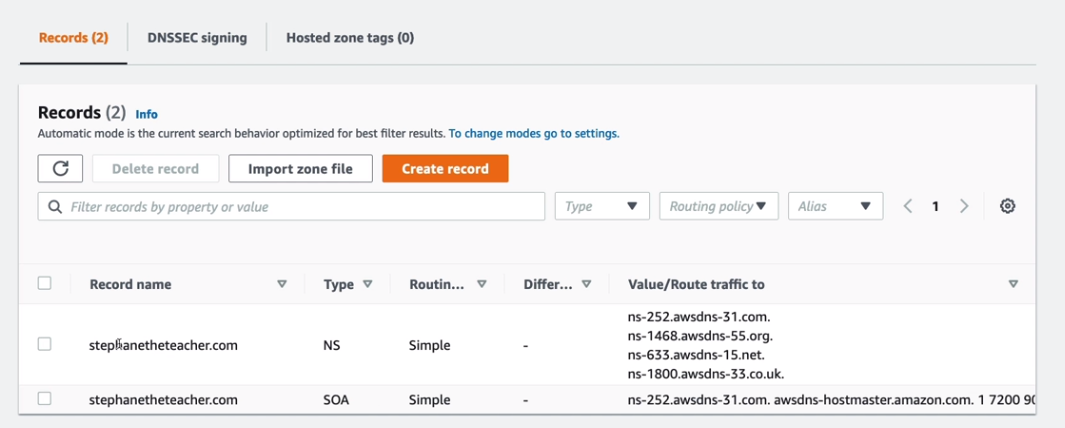 Records (2) DNSSEC signing Hosted zone tags (0)
Records (2) Info
Automatic mode is the current search behavior optimized for best filter results. To change modes go to settings.
Delete record Import zone file Create record
Filter records by property or value Type Routing policy Alias 1
Record name Type Routin... Differ... Value/Route traffic to
ns-252.awsdns-31.com.
ns-1468.awsdns-55.org.
stephanetheteacher.com NS Simple -
ns-633.awsdns-15.net.
ns-1800.awsdns-33.co.uk.
stephanetheteacher.com SOA Simple - ns-252.awsdns-31.com. awsdns-hostmaster.amazon.com. 1 7200